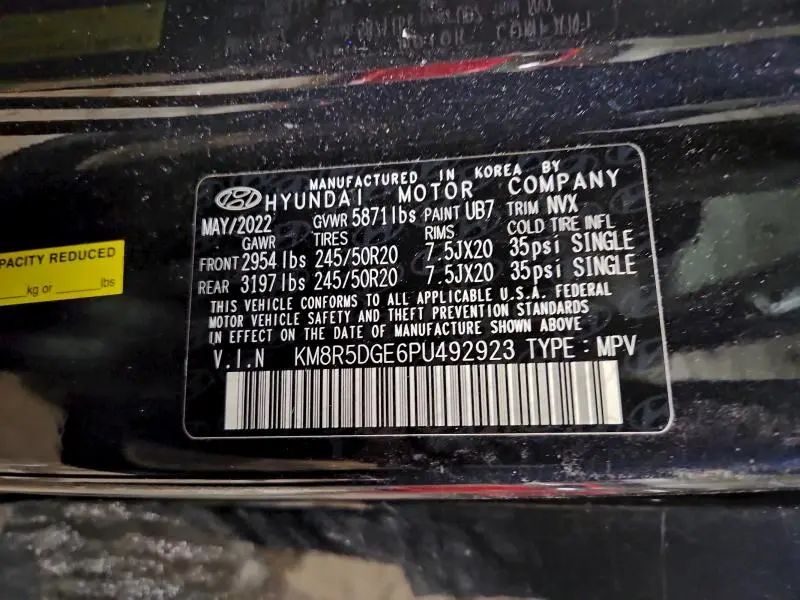 MANUFACTURED IN KOREA BY
HYUNDAI MOTOR COMPANY
MAY/2022 GVWR 5871lbs PAINT UB7 TRIM NVX
GAWR TIRES RIMS COLD TIRE INFL
FRONT 2954 lbs 245/50R20 7.5JX20 35psi SINGLE
REAR 3197 lbs 245/50R20 7.5JX20 35psi SINGLE
THIS VEHICLE CONFORMS TO ALL APPLICABLE U.S.A. FEDERAL
MOTOR VEHICLE SAFETY AND THEFT PREVENTION STANDARDS
IN EFFECT ON THE DATE OF MANUFACTURE SHOWN ABOVE
V.I.N KM8R5DGE6PU492923 TYPE : MPV
PACITY REDUCED
kg or lbs